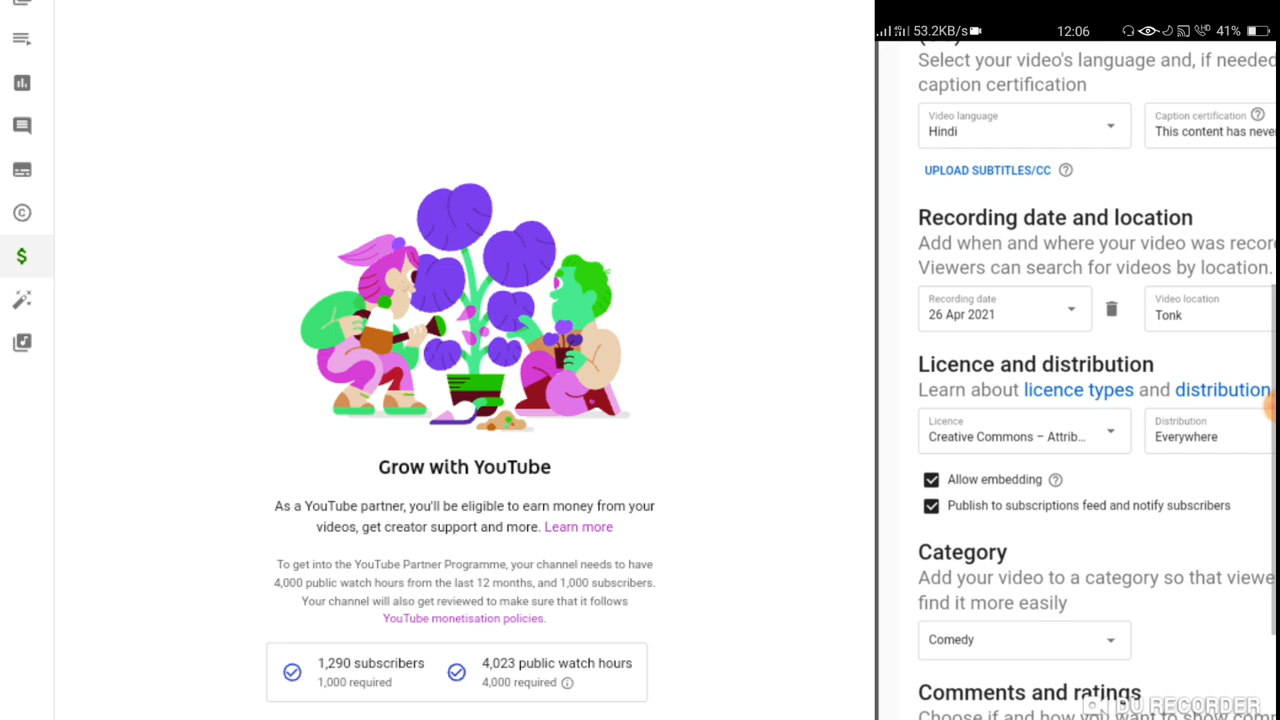 Grow with YouTube
As a YouTube partner, you'll be eligible to earn money from your
videos, get creator support and more. Learn more
To get into the YouTube Partner Programme, your channel needs to have
4,000 public watch hours from the last 12 months, and 1,000 subscribers.
Your channel will also get reviewed to make sure that it follows
YouTube monetisation policies.
1,290 subscribers
1,000 required
4,023 public watch hours
4,000 required
53.2KB/s
12:06
41%
Select your video's language and, if needed
caption certification
Video language
Hindi
Caption certification
This content has neve
UPLOAD SUBTITLES/CC
Recording date and location
Add when and where your video was recor
Viewers can search for videos by location.
Recording date
26 Apr 2021
Video location
Tonk
Licence and distribution
Learn about licence types and distribution
Licence
Creative Commons – Attrib...
Distribution
Everywhere
Allow embedding
Publish to subscriptions feed and notify subscribers
Category
Add your video to a category so that viewe
find it more easily
Comedy
Comments and ratings
DU RECORDER